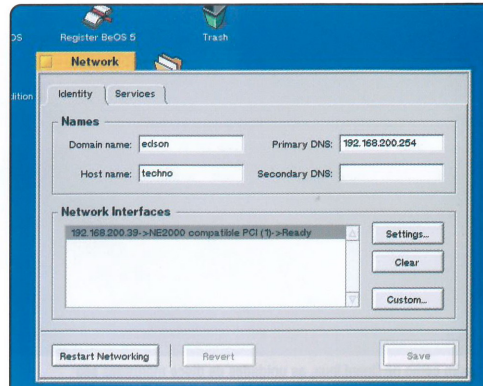 OS
Register BeOS 5
Trash
Network
dition
Identity
Services
Names
Domain name: edson
Primary DNS: 192.168.200.254
Host name: techno
Secondary DNS:
Network Interfaces
192.168.200.39->NE2000 compatible PCI (1)->Ready
Settings...
Clear
Custom...
Restart Networking
Revert
Save